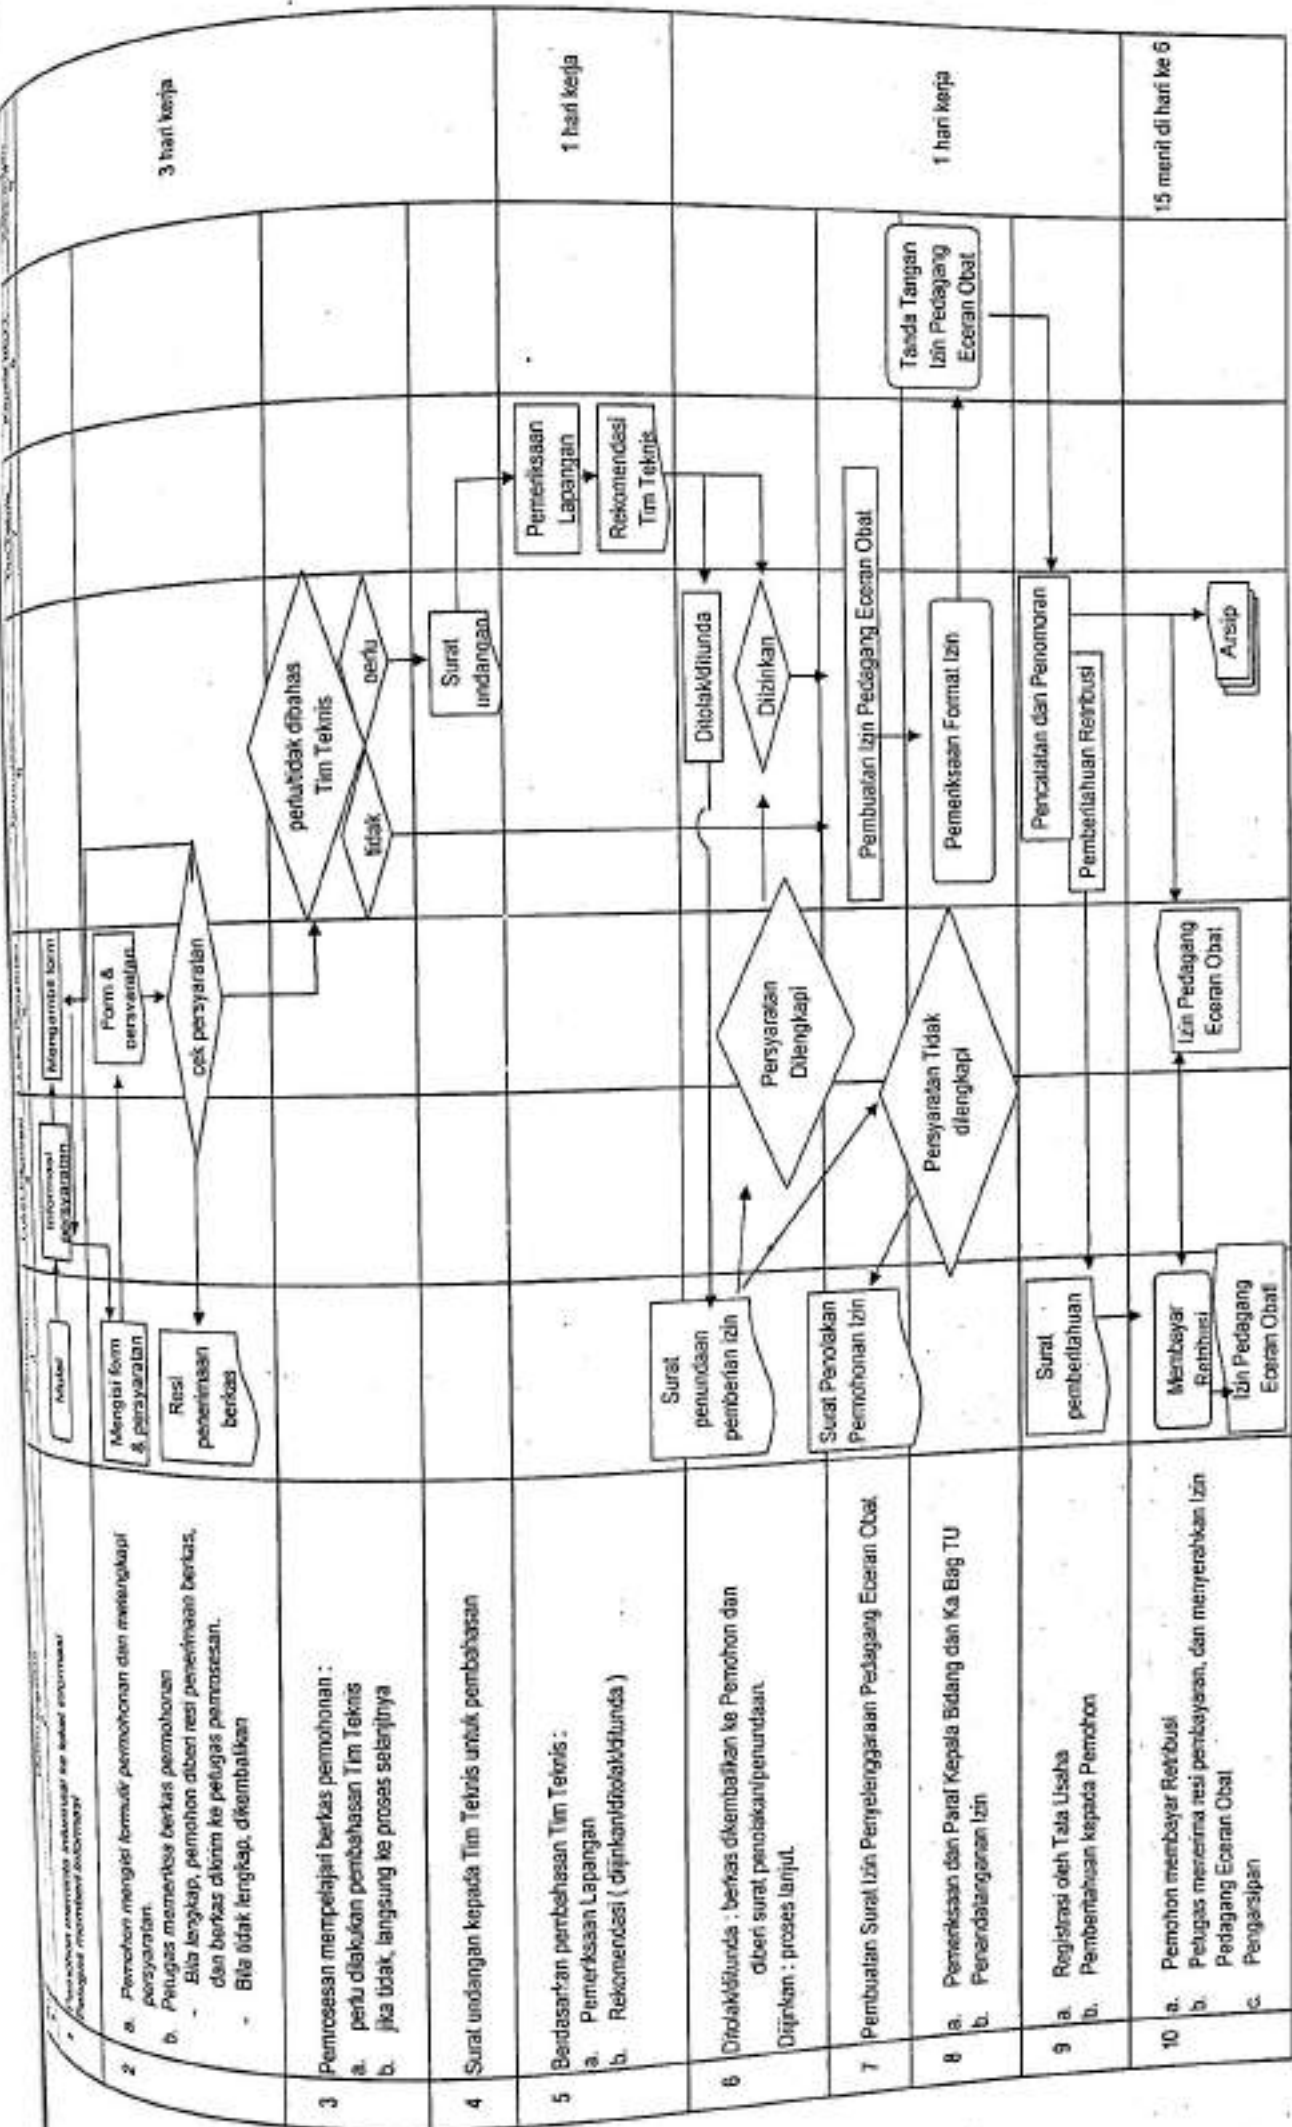 2
a. Pemohon mengisi formulir permohonan dan melengkapi
persyaratan.
b. Petugas memeriksa berkas permohonan
- Bila lengkap, pemohon diberi resi penerimaan berkas,
dan berkas dikirim ke petugas pemrosesan.
- Bila tidak lengkap, dikembalikan
Mulai
Informasi
persyaratan
Mengambil form
Mengisi form
& persyaratan
Form &
persyaratan
cek persyaratan
Resi
penerimaan
berkas
3 hari kerja
3
Pemrosesan mempelajari berkas permohonan :
a. perlu dilakukan pembahasan Tim Teknis
b. jika tidak, langsung ke proses selanjtnya
perlu/tidak dibahas
Tim Teknis
tidak
perlu
4
Surat undangan kepada Tim Teknis untuk pembahasan
Surat
undangan
5
Berdasarkan pembahasan Tim Teknis :
a. Pemeriksaan Lapangan
b. Rekomendasi ( diijinkan/ditolak/ditunda )
Pemeriksaan
Lapangan
Rekomendasi
Tim Teknis
1 hari kerja
6
Ditolak/ditunda : berkas dikembalikan ke Pemohon dan
diberi surat penolakan/penundaan.
Diijinkan : proses lanjut.
Surat
penundaan
pemberian izin
Persyaratan
Dilengkapi
Ditolak/ditunda
Diizinkan
7
Pembuatan Surat Izin Penyelenggaraan Pedagang Eceran Obat
Surat Penolakan
Permohonan Izin
Pembuatan Izin Pedagang Eceran Obat
8
a. Pemeriksaan dan Paraf Kepala Bidang dan Ka Bag TU
b. Penandatanganan Izin
Persyaratan Tidak
dilengkapi
Pemeriksaan Format Izin
Tanda Tangan
Izin Pedagang
Eceran Obat
1 hari kerja
9
a. Registrasi oleh Tata Usaha
b. Pemberitahuan kepada Pemohon
Surat
pemberitahuan
Pencatatan dan Penomoran
Pemberitahuan Retribusi
10
a. Pemohon membayar Retribusi
b. Petugas menerima resi pembayaran, dan menyerahkan Izin
Pedagang Eceran Obat
c. Pengarsipan
Membayar
Retribusi
Izin Pedagang
Eceran Obatl
Izin Pedagang
Eceran Obat
Arsip
15 menit di hari ke 6